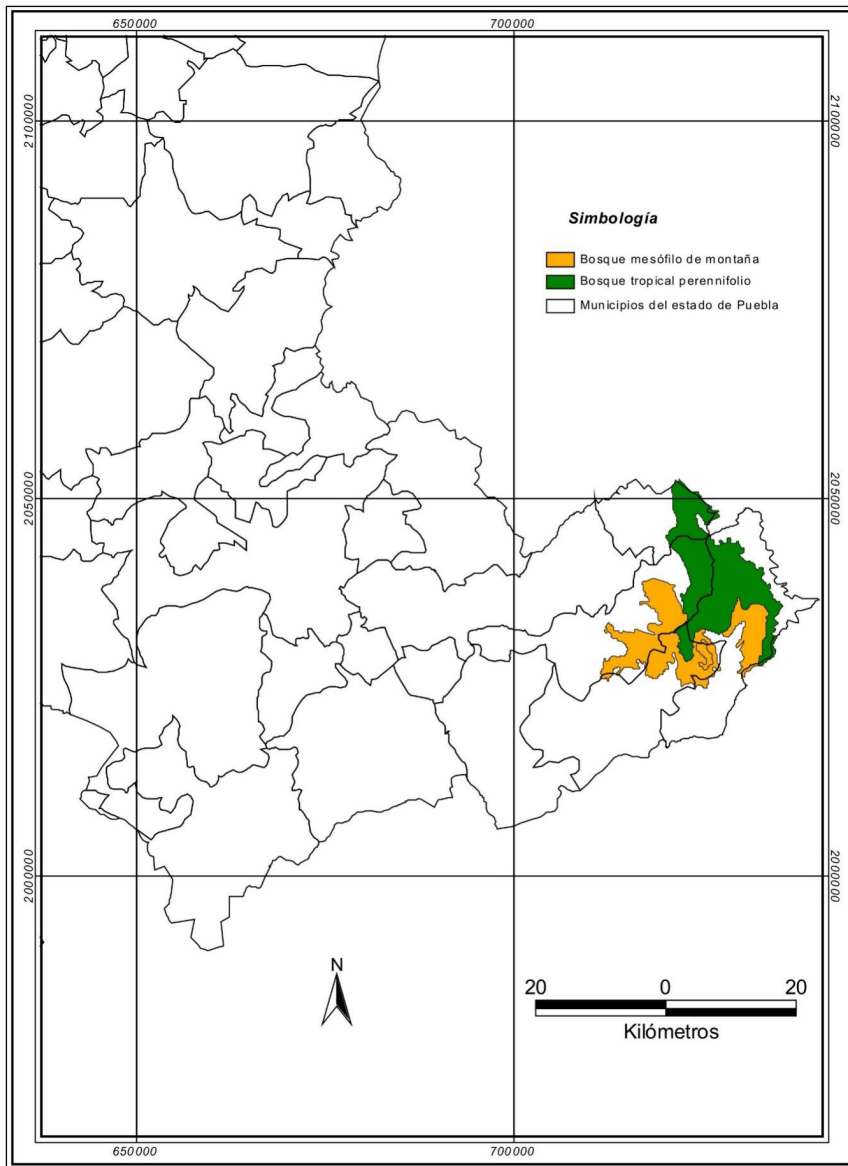 650000
700000
2100000
2100000
Simbología
Bosque mesófilo de montaña
Bosque tropical perennifolio
Municipios del estado de Puebla
2050000
2050000
2000000
2000000
N
20 0 20
Kilómetros
650000
700000